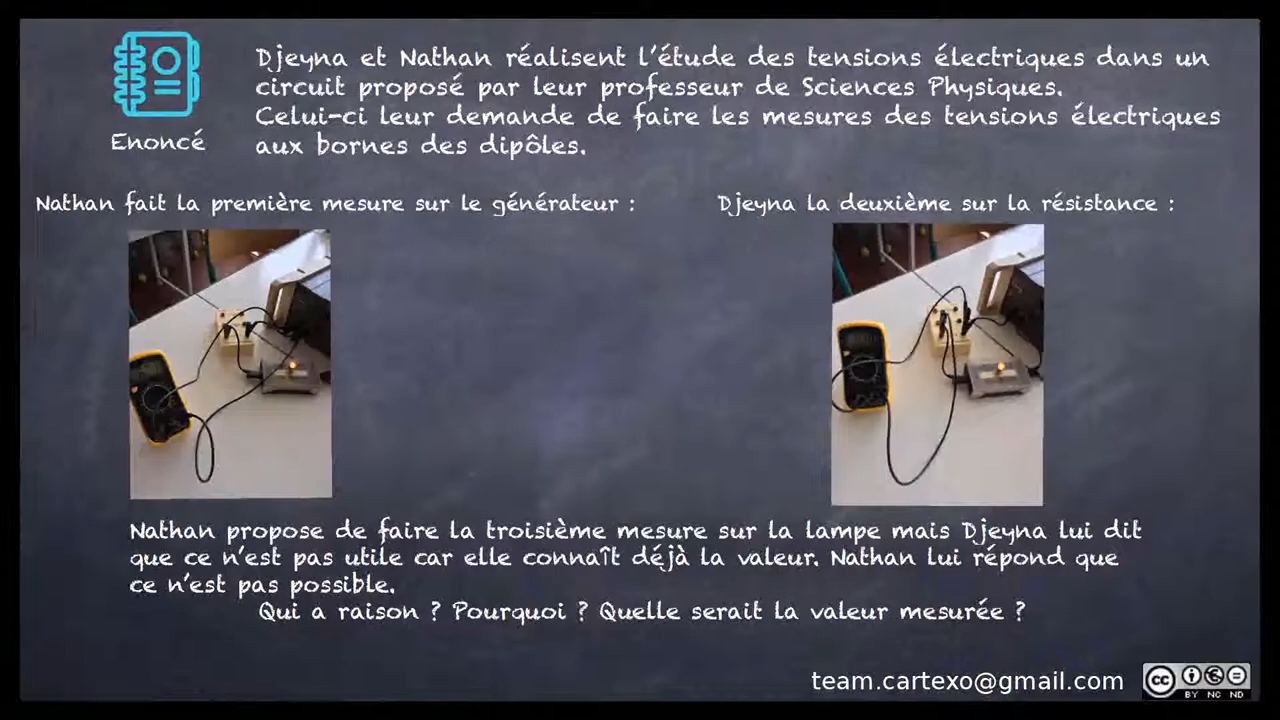 Djeyna et Nathan réalisent l'étude des tensions électriques dans un
circuit proposé par leur professeur de Sciences Physiques.
Celui-ci leur demande de faire les mesures des tensions électriques
aux bornes des dipôles.
Enoncé
Nathan fait la première mesure sur le générateur :
Djeyna la deuxième sur la résistance :
Nathan propose de faire la troisième mesure sur la lampe mais Djeyna lui dit
que ce n'est pas utile car elle connaît déjà la valeur. Nathan lui répond que
ce n'est pas possible.
Qui a raison ? Pourquoi ? Quelle serait la valeur mesurée ?
team.cartexo@gmail.com
cc
BY NC ND